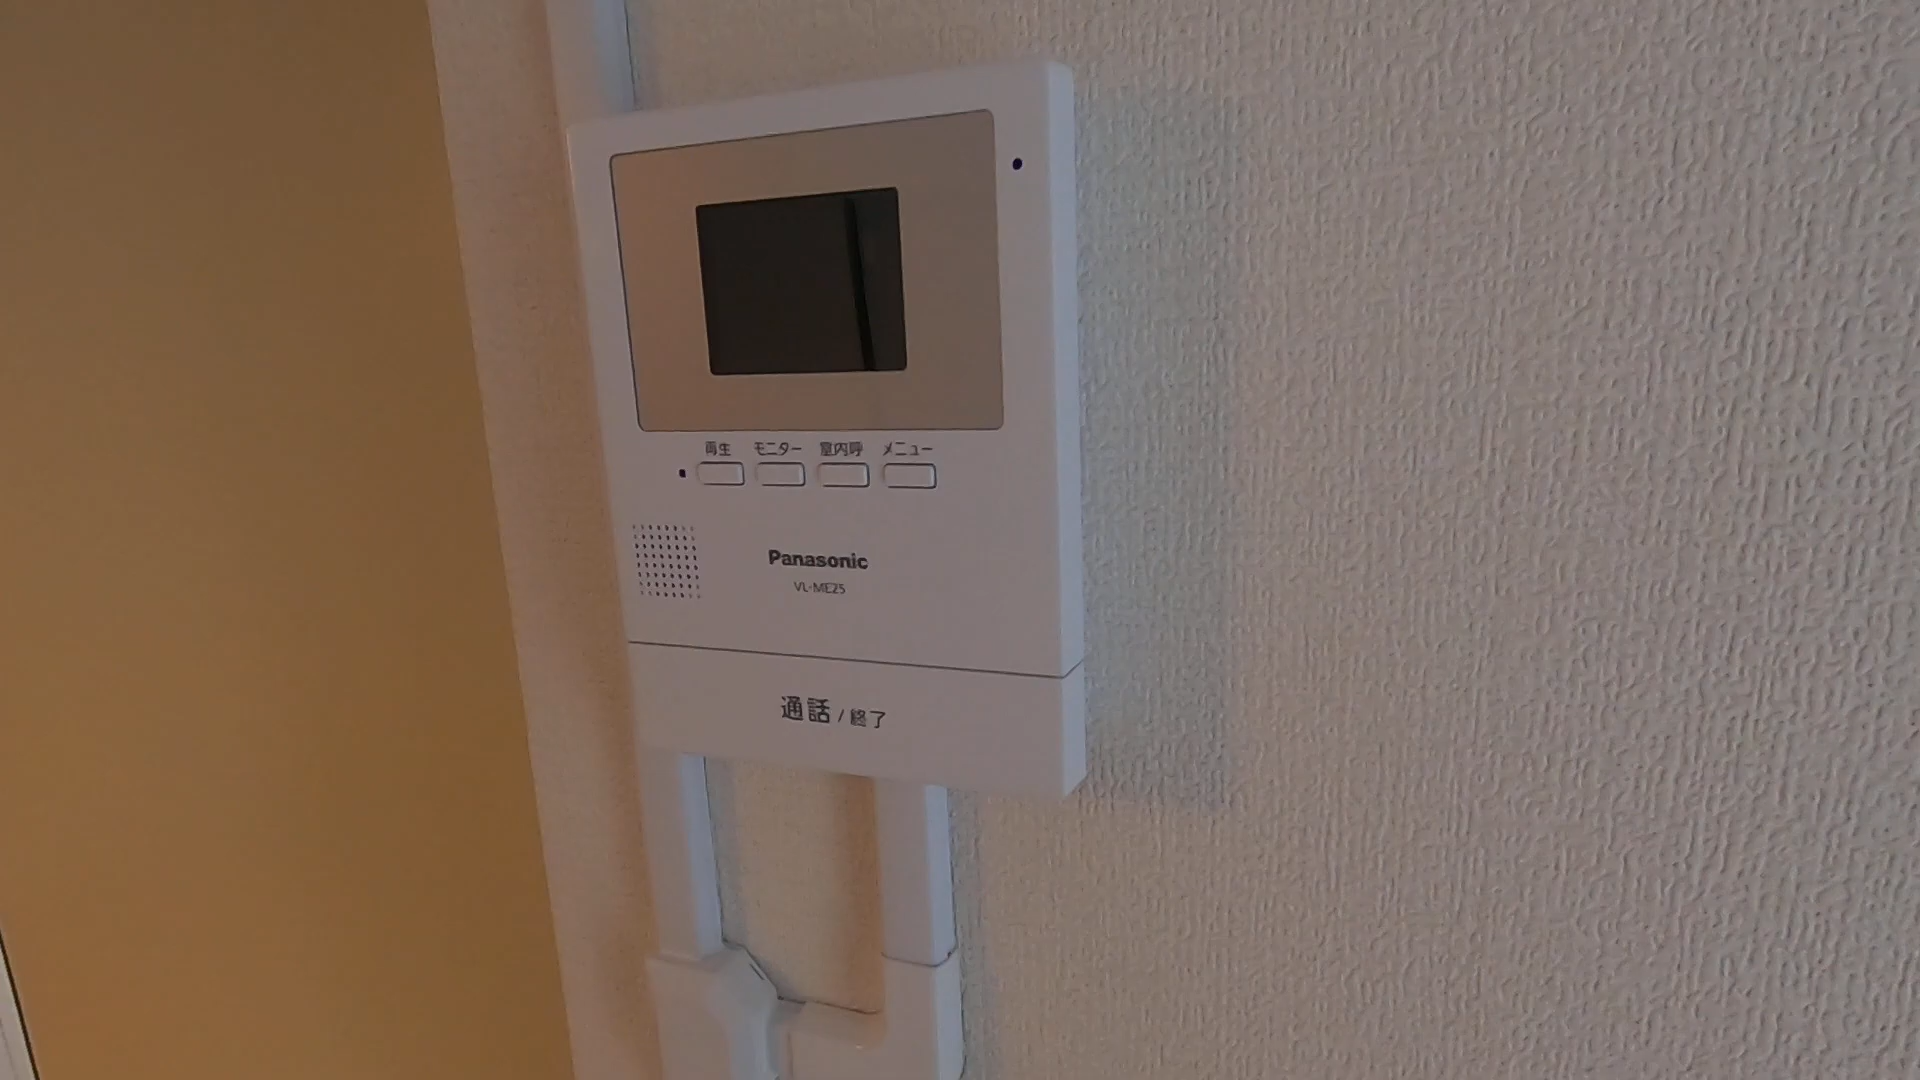 再生 モニター 室内呼 メニュー
Panasonic
VL-ME25
通話 / 終了